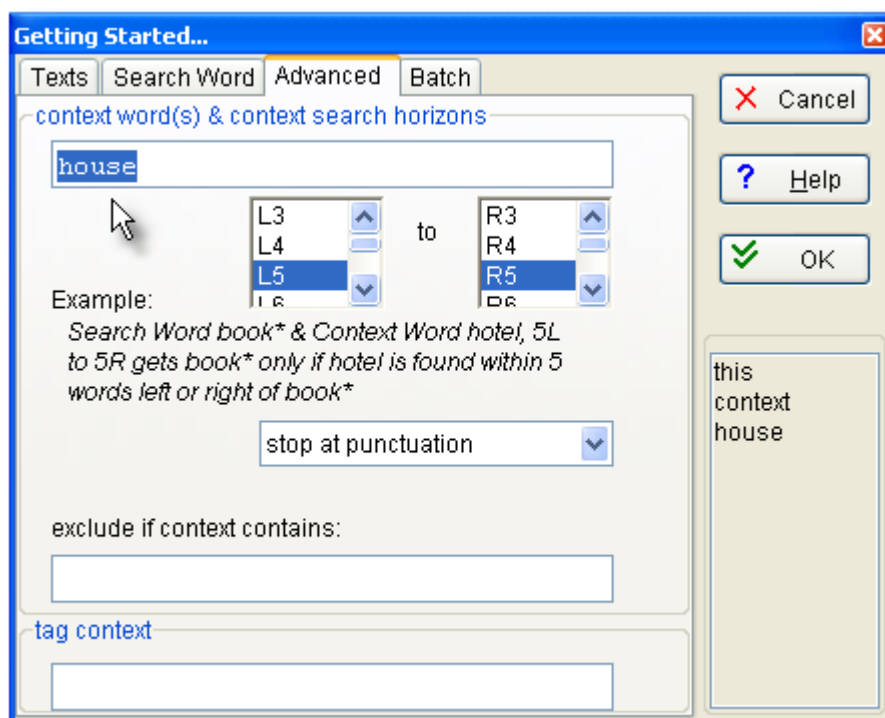 Getting Started...
Texts Search Word Advanced Batch
context word(s) & context search horizons
house
L3
L4
L5
L6
to
R3
R4
R5
R6
Example:
Search Word book* & Context Word hotel, 5L
to 5R gets book* only if hotel is found within 5
words left or right of book*
stop at punctuation
exclude if context contains:
tag context
Cancel
? Help
OK
this
context
house